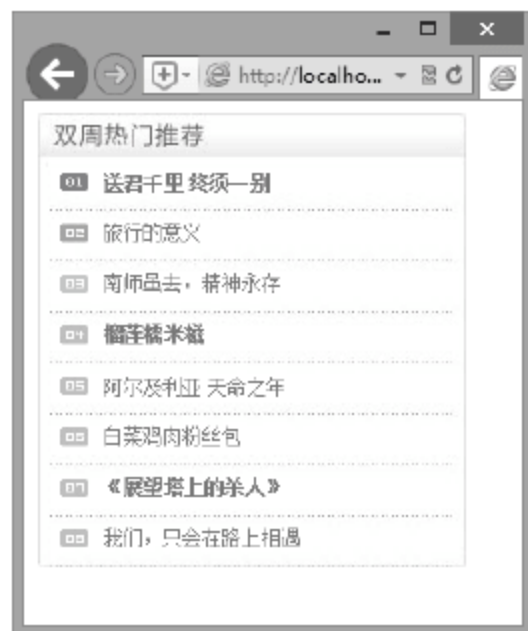 http://localho...
双周热门推荐
01 送君千里 终须一别
02 旅行的意义
03 南师虽去，精神永存
04 榴莲糯米糍
05 阿尔及利亚 天命之年
06 白菜鸡肉粉丝包
07 《展望塔上的杀人》
08 我们，只会在路上相遇